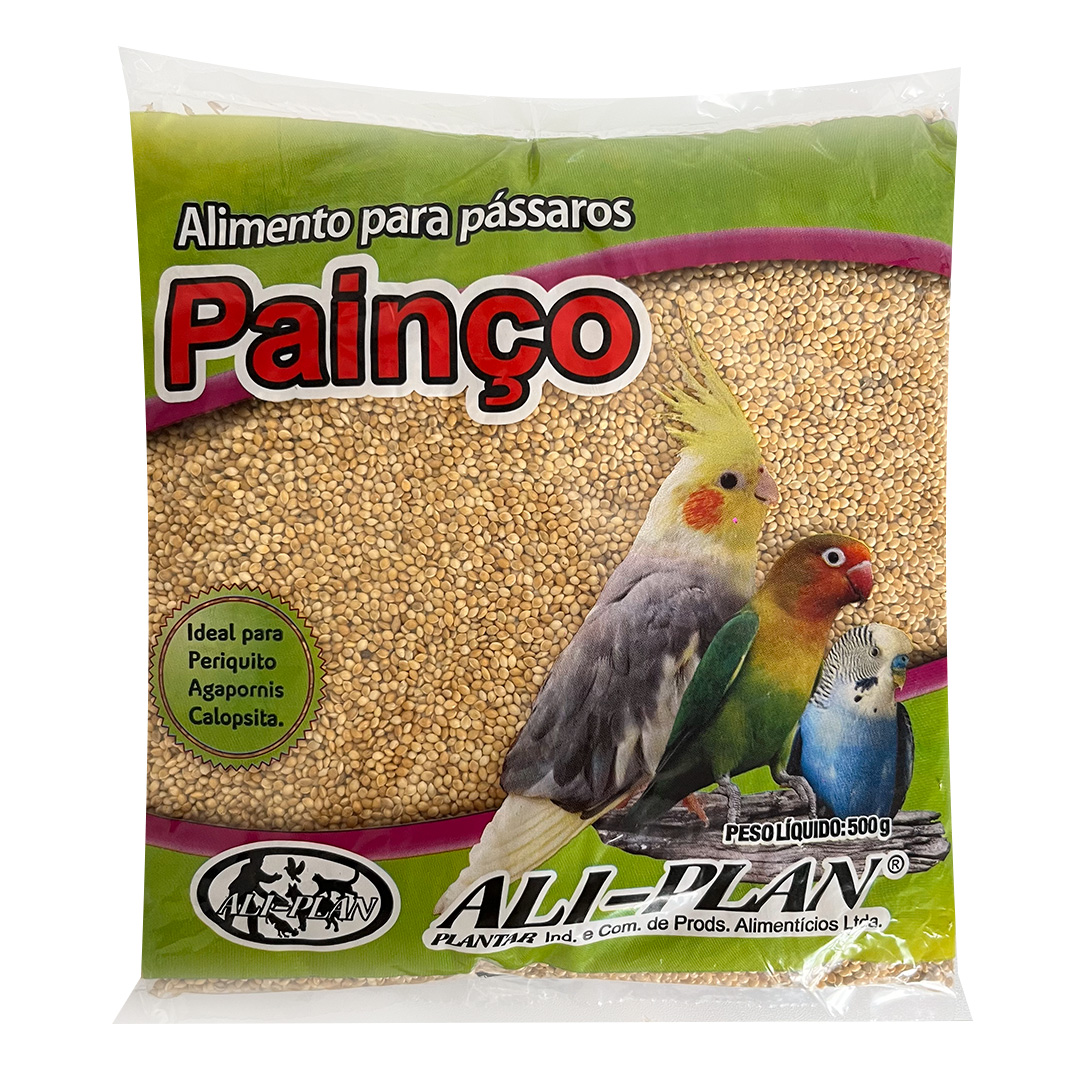 Alimento para pássaros
Painço
Ideal para
Periquito
Agapornis
Calopsita.
PESO LÍQUIDO: 500 g
ALI-PLAN
ALI-PLAN®
PLANTAR Ind. e Com. de Prods. Alimentícios Ltda.